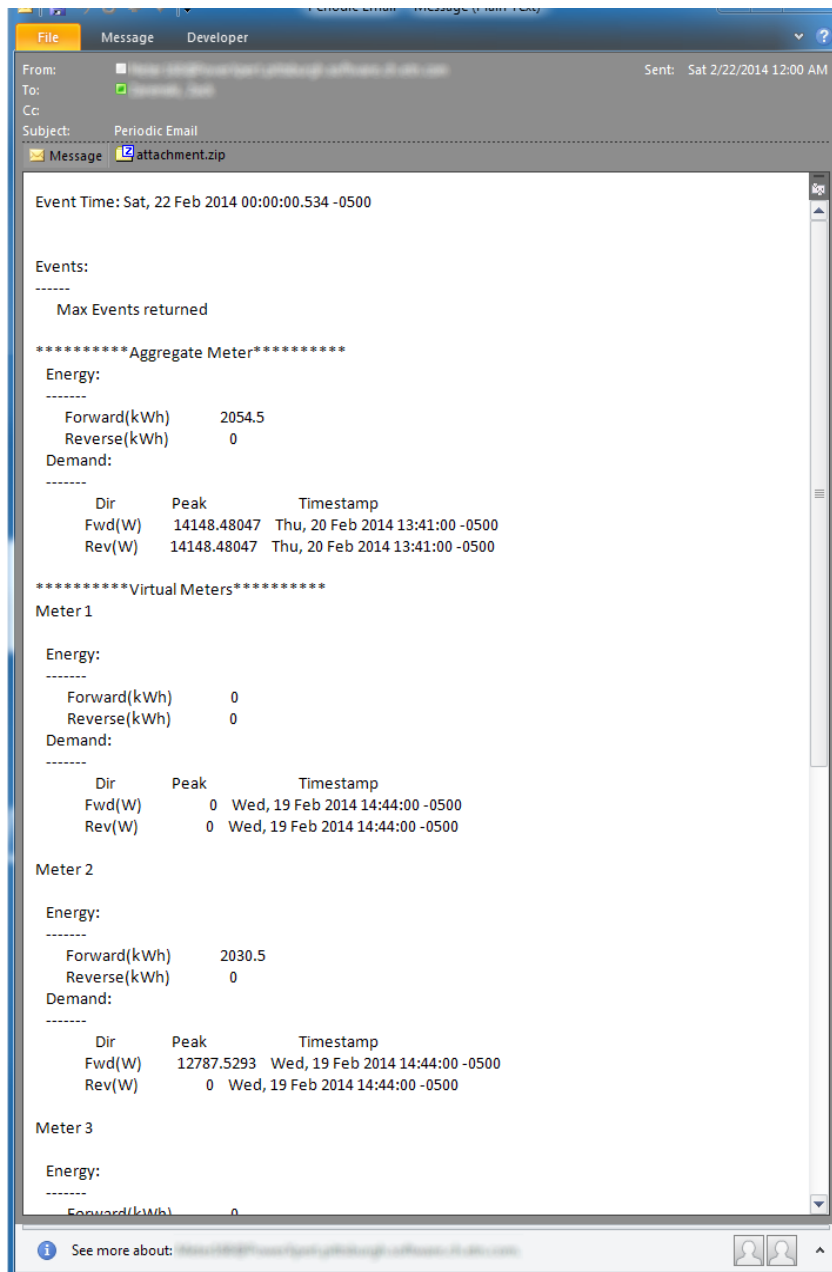 Periodic Email - Message (Plain Text)
File Message Developer
From: Sent: Sat 2/22/2014 12:00 AM
To:
Cc:
Subject: Periodic Email
Message attachment.zip
Event Time: Sat, 22 Feb 2014 00:00:00.534 -0500
Events:
------
Max Events returned
**********Aggregate Meter**********
Energy:
-------
Forward(kWh) 2054.5
Reverse(kWh) 0
Demand:
-------
Dir Peak Timestamp
Fwd(W) 14148.48047 Thu, 20 Feb 2014 13:41:00 -0500
Rev(W) 14148.48047 Thu, 20 Feb 2014 13:41:00 -0500
**********Virtual Meters**********
Meter 1
Energy:
-------
Forward(kWh) 0
Reverse(kWh) 0
Demand:
-------
Dir Peak Timestamp
Fwd(W) 0 Wed, 19 Feb 2014 14:44:00 -0500
Rev(W) 0 Wed, 19 Feb 2014 14:44:00 -0500
Meter 2
Energy:
-------
Forward(kWh) 2030.5
Reverse(kWh) 0
Demand:
-------
Dir Peak Timestamp
Fwd(W) 12787.5293 Wed, 19 Feb 2014 14:44:00 -0500
Rev(W) 0 Wed, 19 Feb 2014 14:44:00 -0500
Meter 3
Energy:
-------
Forward(kWh) 0
See more about: